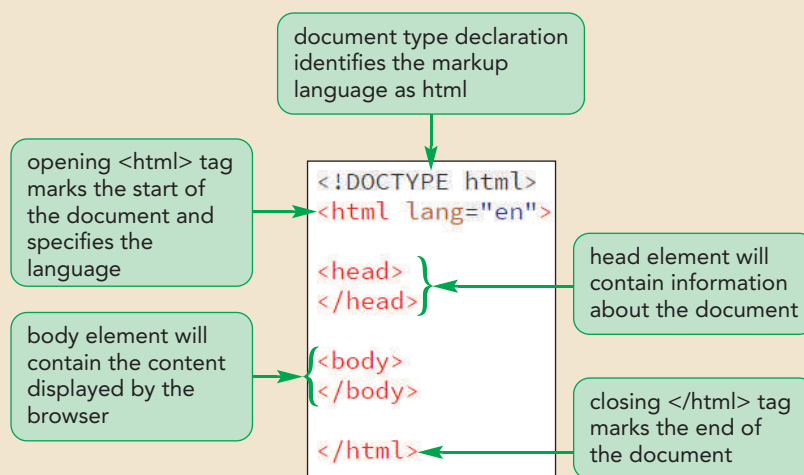 document type declaration
identifies the markup
language as html
opening <html> tag
marks the start of
the document and
specifies the
language
<!DOCTYPE html>
<html lang="en">
<head>
</head>
head element will
contain information
about the document
body element will
contain the content
displayed by the
browser
<body>
</body>
</html>
closing </html> tag
marks the end of
the document